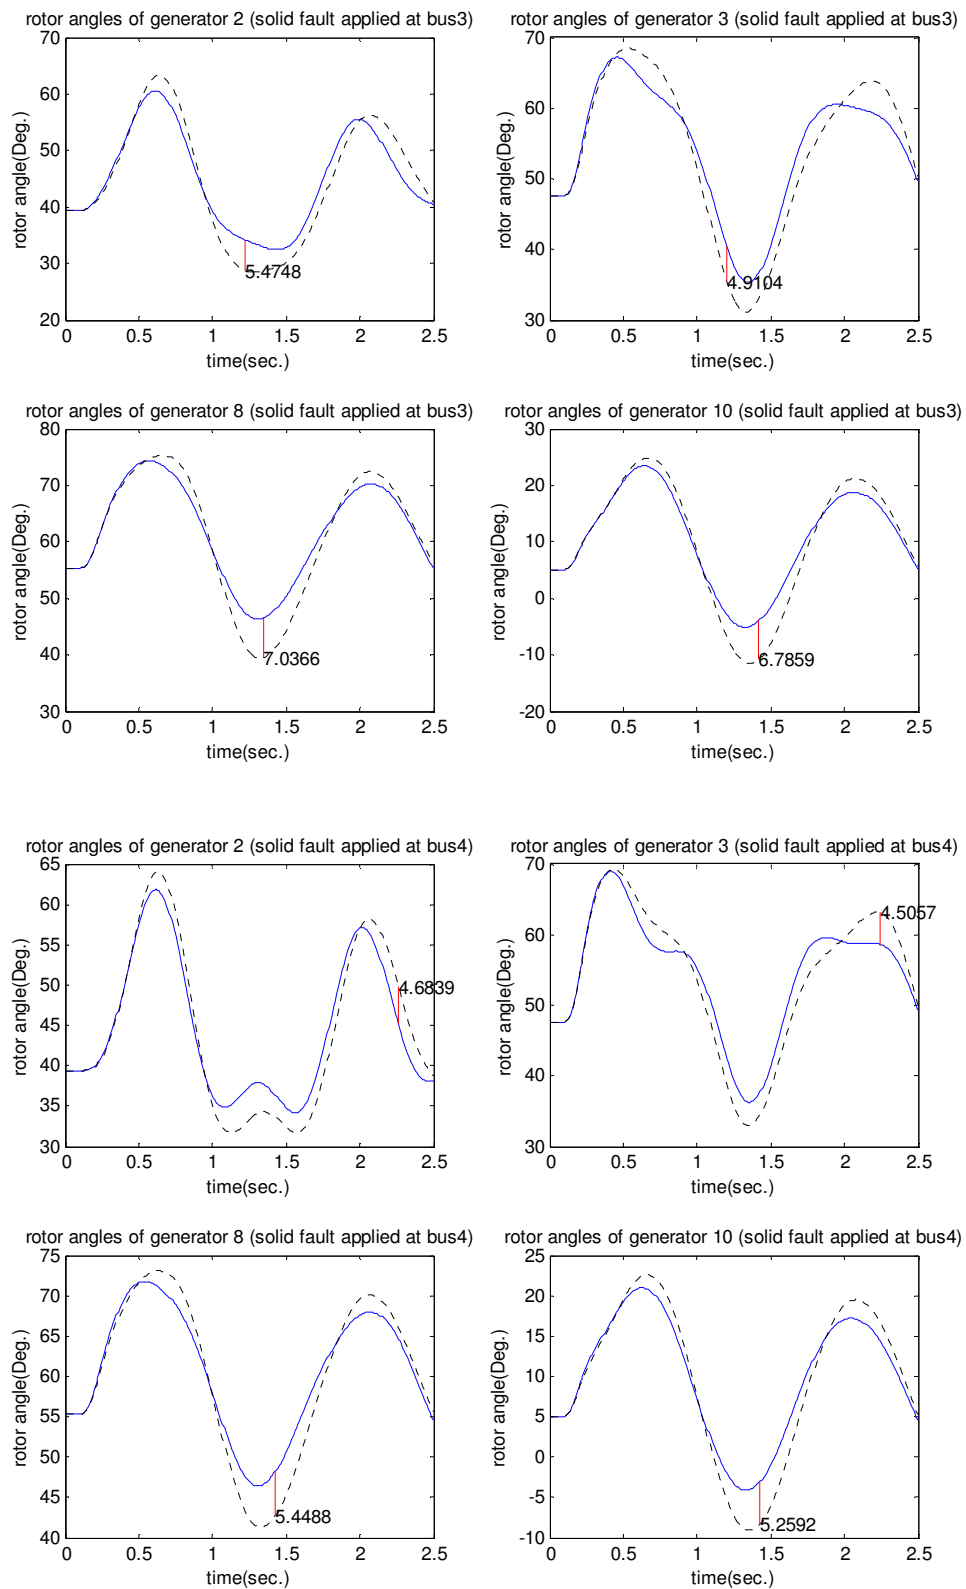 rotor angles of generator 2 (solid fault applied at bus3)
70
60
50
40
30
20
rotor angle(Deg.)
5.4748
0 0.5 1 1.5 2 2.5
time(sec.)
rotor angles of generator 3 (solid fault applied at bus3)
70
60
50
40
30
rotor angle(Deg.)
4.9104
0 0.5 1 1.5 2 2.5
time(sec.)
rotor angles of generator 8 (solid fault applied at bus3)
80
70
60
50
40
30
rotor angle(Deg.)
7.0366
0 0.5 1 1.5 2 2.5
time(sec.)
rotor angles of generator 10 (solid fault applied at bus3)
30
20
10
0
-10
-20
rotor angle(Deg.)
6.7859
0 0.5 1 1.5 2 2.5
time(sec.)
rotor angles of generator 2 (solid fault applied at bus4)
65
60
55
50
45
40
35
30
rotor angle(Deg.)
4.6839
0 0.5 1 1.5 2 2.5
time(sec.)
rotor angles of generator 3 (solid fault applied at bus4)
70
60
50
40
30
rotor angle(Deg.)
4.5057
0 0.5 1 1.5 2 2.5
time(sec.)
rotor angles of generator 8 (solid fault applied at bus4)
75
70
65
60
55
50
45
40
rotor angle(Deg.)
5.4488
0 0.5 1 1.5 2 2.5
time(sec.)
rotor angles of generator 10 (solid fault applied at bus4)
25
20
15
10
5
0
-5
-10
rotor angle(Deg.)
5.2592
0 0.5 1 1.5 2 2.5
time(sec.)